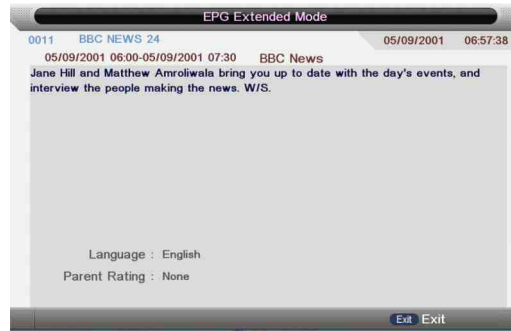 EPG Extended Mode
0011 BBC NEWS 24 05/09/2001 06:57:38
05/09/2001 06:00-05/09/2001 07:30 BBC News
Jane Hill and Matthew Amroliwala bring you up to date with the day's events, and
interview the people making the news. W/S.
Language : English
Parent Rating : None
Exit Exit